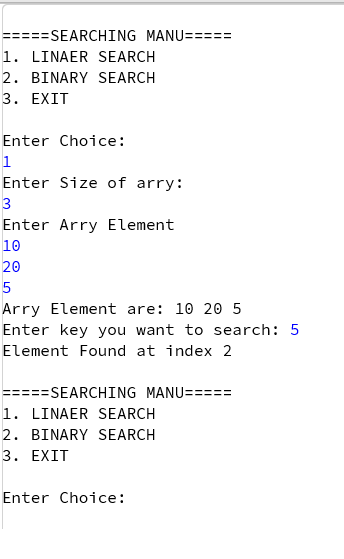 =====SEARCHING MANU=====
1. LINAER SEARCH
2. BINARY SEARCH
3. EXIT
Enter Choice:
1
Enter Size of arry:
3
Enter Arry Element
10
20
5
Arry Element are: 10 20 5
Enter key you want to search: 5
Element Found at index 2
=====SEARCHING MANU=====
1. LINAER SEARCH
2. BINARY SEARCH
3. EXIT
Enter Choice: